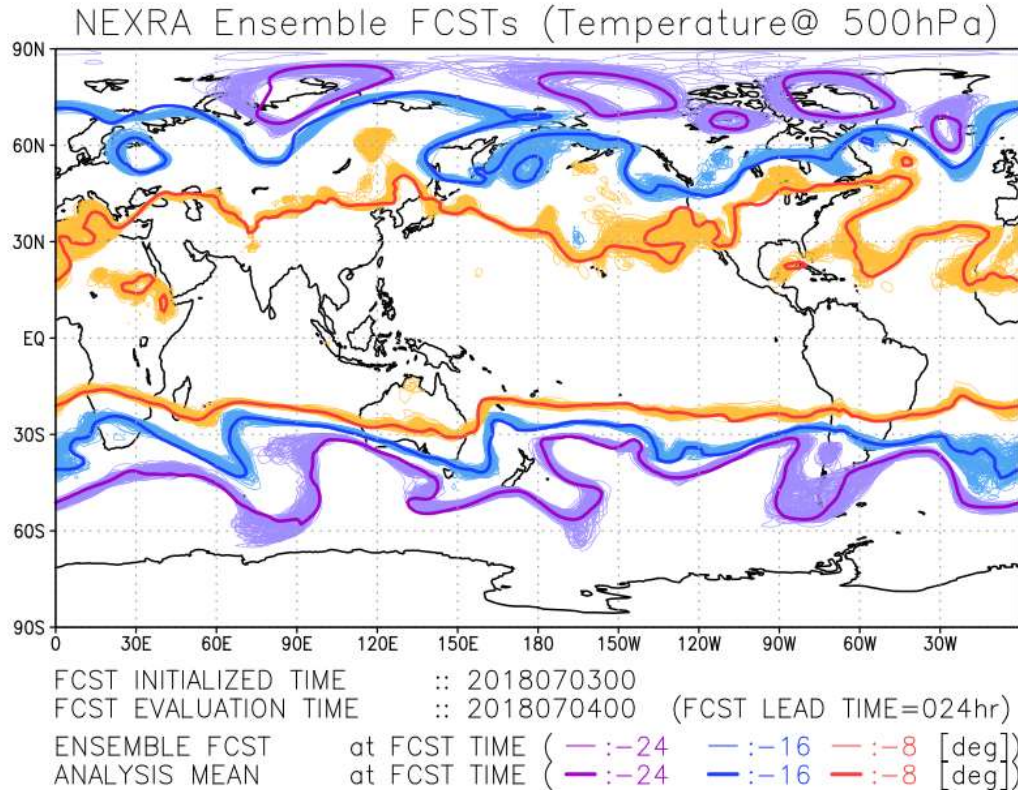 NEXRA Ensemble FCSTs (Temperature@ 500hPa)
90N
60N
30N
EQ
30S
60S
90S
0 30E 60E 90E 120E 150E 180 150W 120W 90W 60W 30W
FCST INITIALIZED TIME :: 2018070300
FCST EVALUATION TIME :: 2018070400 (FCST LEAD TIME=024hr)
ENSEMBLE FCST at FCST TIME ( — :-24 — :-16 — :-8 [deg])
ANALYSIS MEAN at FCST TIME ( — :-24 — :-16 — :-8 [deg])